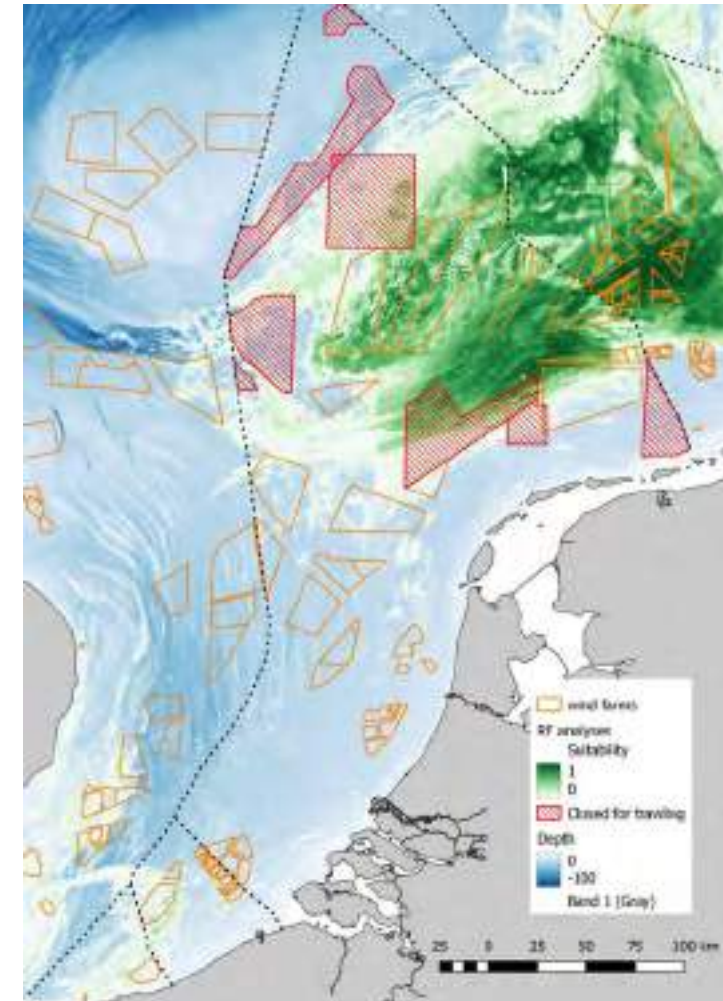 wind farms
RF analyses
Suitability
1
0
Closed for trawling
Depth
0
-100
Band 1 (Gray)
25 0 25 50 75 100 km